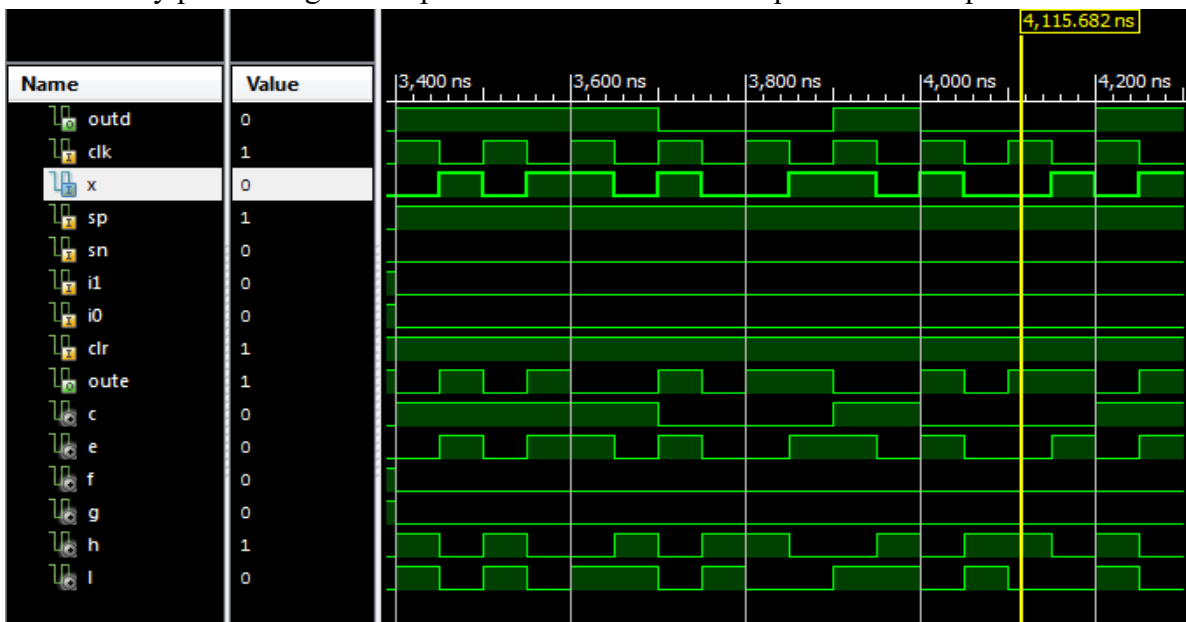 4,115.682 ns
Name Value 3,400 ns 3,600 ns 3,800 ns 4,000 ns 4,200 ns
outd 0
clk 1
x 0
sp 1
sn 0
i1 0
i0 0
clr 1
oute 1
c 0
e 0
f 0
g 0
h 1
l 0